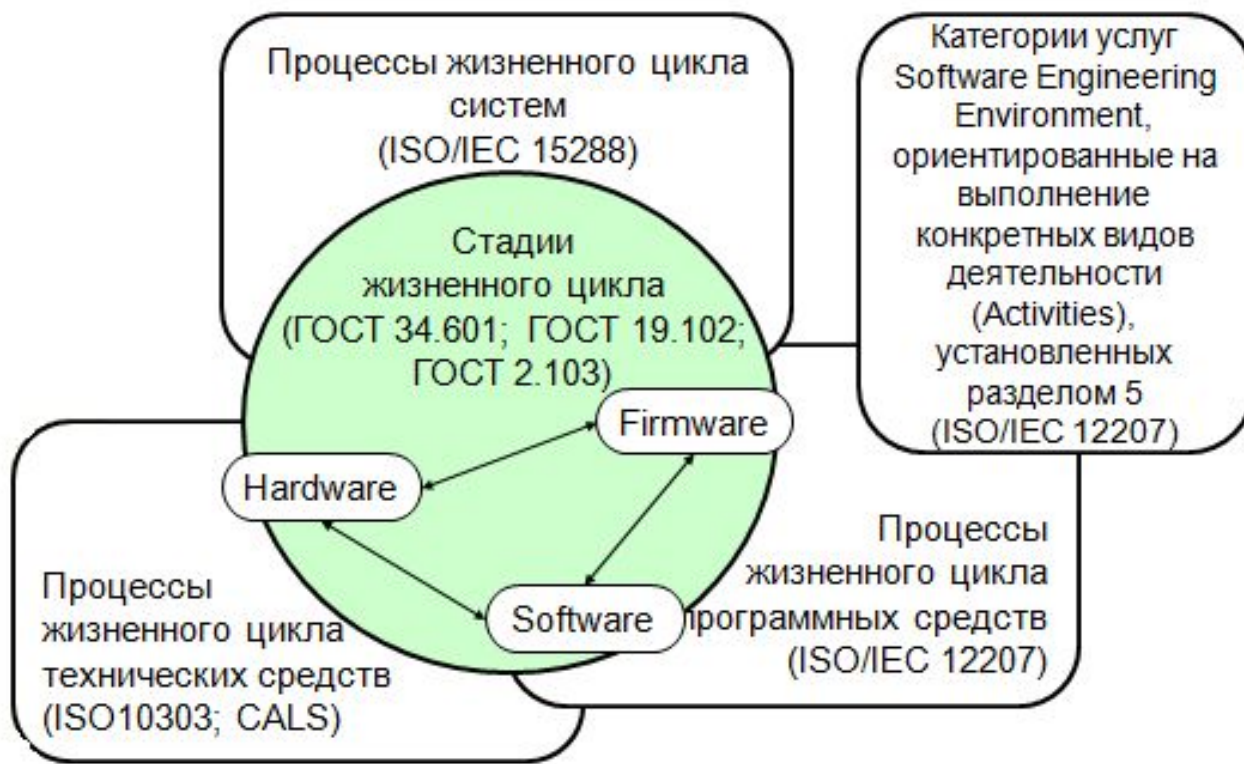 Процессы жизненного цикла
систем
(ISO/IEC 15288)
Категории услуг
Software Engineering
Environment,
ориентированные на
выполнение
конкретных видов
деятельности
(Activities),
установленных
разделом 5
(ISO/IEC 12207)
Стадии
жизненного цикла
(ГОСТ 34.601; ГОСТ 19.102;
ГОСТ 2.103)
Firmware
Hardware
Software
Процессы
жизненного цикла
технических средств
(ISO10303; CALS)
Процессы
жизненного цикла
программных средств
(ISO/IEC 12207)